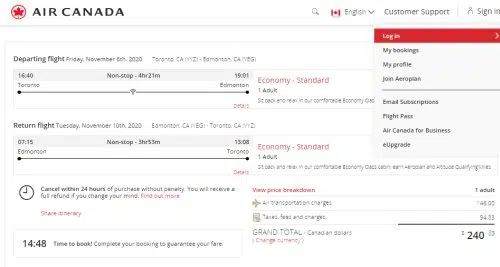 AIR CANADA
English
Customer Support
Sign in
Log in
My bookings
My profile
Join Aeroplan
Email Subscriptions
Flight Pass
Air Canada for Business
eUpgrade
Departing flight Friday, November 6th, 2020 Toronto, CA (YYZ) - Edmonton, CA (YEG)
16:40 Non-stop - 4hr21m 19:01
Toronto Edmonton
Details
Economy - Standard
1 Adult
Sit back and relax in our comfortable Economy Class
Return flight Tuesday, November 10th, 2020 Edmonton, CA (YEG) - Toronto, CA (YYZ)
07:15 Non-stop - 3hr53m 13:08
Edmonton Toronto
Details
Economy - Standard
1 Adult
Sit back and relax in our comfortable Economy Class cabin; earn Aeroplan and Altitude Qualifying Miles
Cancel within 24 hours of purchase without penalty. You will receive
a full refund if you change your mind. Find out more
Share itinerary
14:48 Time to book! Complete your booking to guarantee your fare.
View price breakdown 1 adult
Air transportation charges 146.00
Taxes, fees and charges. 94.03
GRAND TOTAL - Canadian dollars $ 240 03
( Change currency )